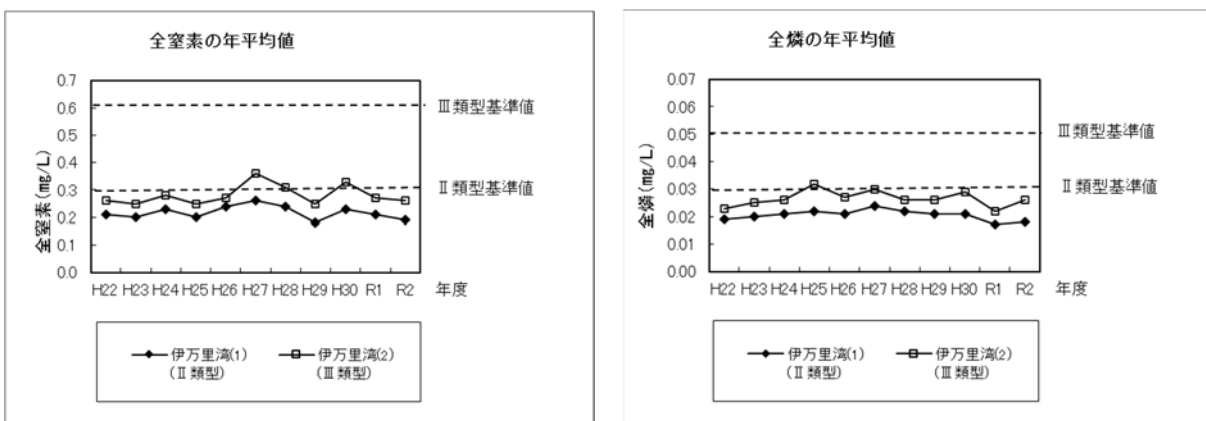 全窒素の年平均値
全窒素(㎎/L)
0.7
0.6
0.5
0.4
0.3
0.2
0.1
0.0
Ⅲ類型基準値
Ⅱ類型基準値
H22 H23 H24 H25 H26 H27 H28 H29 H30 R1 R2 年度
伊万里湾(1) 伊万里湾(2)
(Ⅱ類型) (Ⅲ類型)
全燐の年平均値
全燐(㎎/L)
0.07
0.06
0.05
0.04
0.03
0.02
0.01
0.00
Ⅲ類型基準値
Ⅱ類型基準値
H22 H23 H24 H25 H26 H27 H28 H29 H30 R1 R2 年度
伊万里湾(1) 伊万里湾(2)
(Ⅱ類型) (Ⅲ類型)